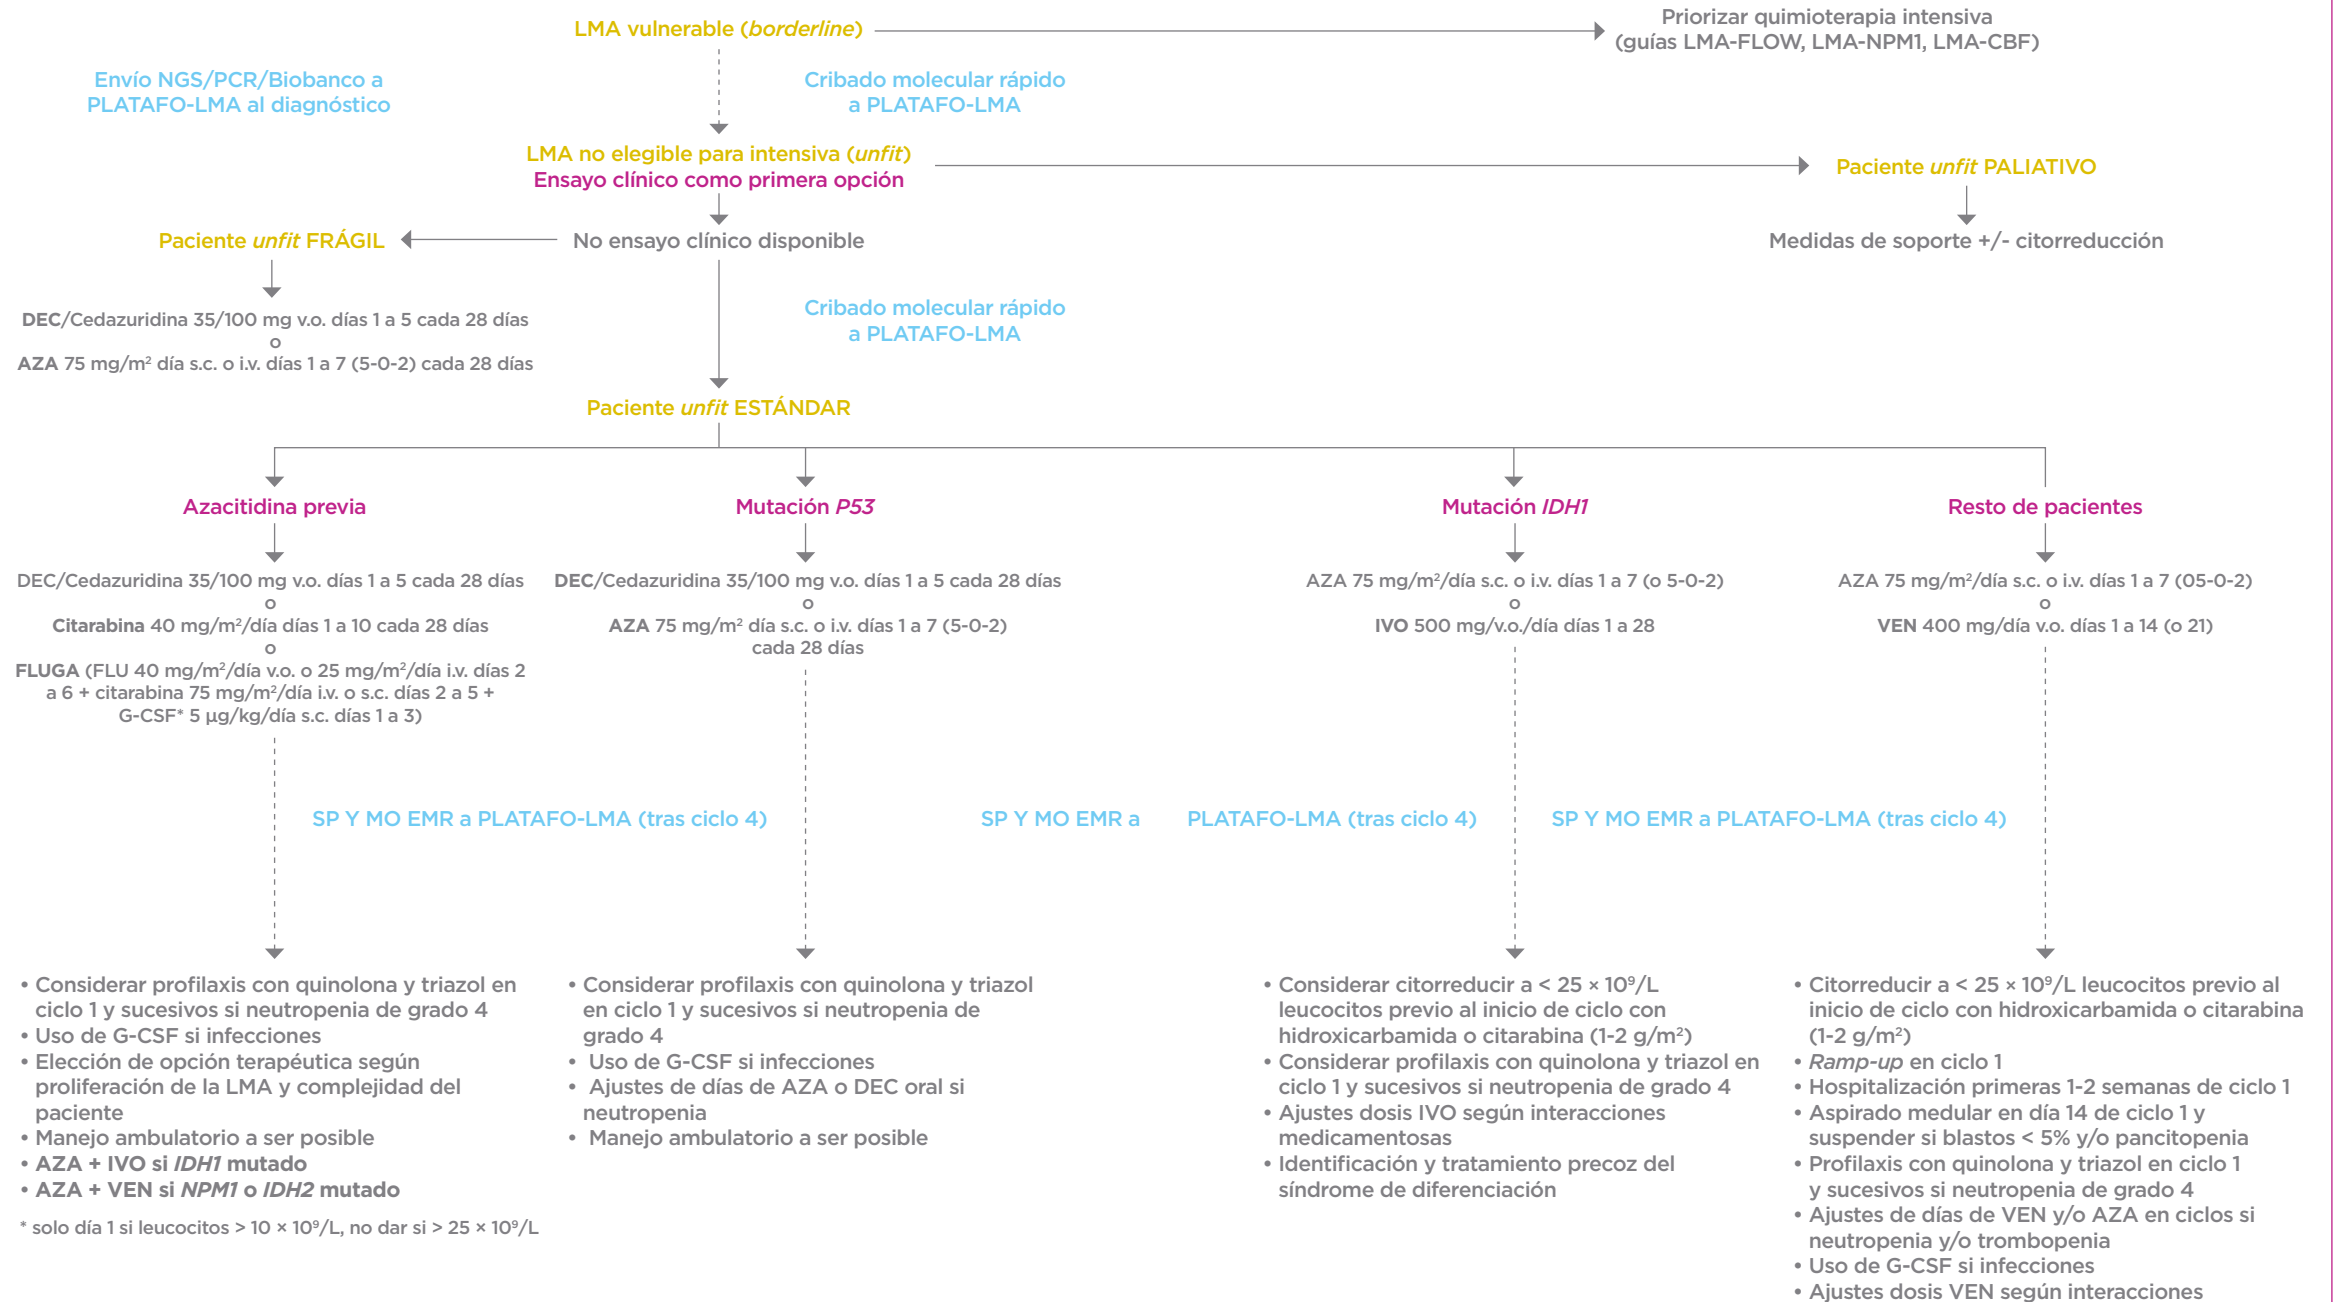 LMA vulnerable (borderline)
Priorizar quimioterapia intensiva
(guías LMA-FLOW, LMA-NPM1, LMA-CBF)
Envío NGS/PCR/Biobanco a
PLATAFO-LMA al diagnóstico
Cribado molecular rápido
a PLATAFO-LMA
LMA no elegible para intensiva (unfit)
Ensayo clínico como primera opción
Paciente unfit PALIATIVO
Paciente unfit FRÁGIL
No ensayo clínico disponible
Medidas de soporte +/- citorreducción
DEC/Cedazuridina 35/100 mg v.o. días 1 a 5 cada 28 días
o
AZA 75 mg/m² día s.c. o i.v. días 1 a 7 (5-0-2) cada 28 días
Cribado molecular rápido
a PLATAFO-LMA
Paciente unfit ESTÁNDAR
Azacitidina previa
DEC/Cedazuridina 35/100 mg v.o. días 1 a 5 cada 28 días
o
Citarabina 40 mg/m²/día días 1 a 10 cada 28 días
o
FLUGA (FLU 40 mg/m²/día v.o. o 25 mg/m²/día i.v. días 2
a 6 + citarabina 75 mg/m²/día i.v. o s.c. días 2 a 5 +
G-CSF* 5 µg/kg/día s.c. días 1 a 3)
Mutación P53
DEC/Cedazuridina 35/100 mg v.o. días 1 a 5 cada 28 días
o
AZA 75 mg/m² día s.c. o i.v. días 1 a 7 (5-0-2)
cada 28 días
Mutación IDH1
AZA 75 mg/m²/día s.c. o i.v. días 1 a 7 (o 5-0-2)
o
IVO 500 mg/v.o./día días 1 a 28
Resto de pacientes
AZA 75 mg/m²/día s.c. o i.v. días 1 a 7 (05-0-2)
o
VEN 400 mg/día v.o. días 1 a 14 (o 21)
SP Y MO EMR a PLATAFO-LMA (tras ciclo 4)
SP Y MO EMR a PLATAFO-LMA (tras ciclo 4)
SP Y MO EMR a PLATAFO-LMA (tras ciclo 4)
• Considerar profilaxis con quinolona y triazol en
ciclo 1 y sucesivos si neutropenia de grado 4
• Uso de G-CSF si infecciones
• Elección de opción terapéutica según
proliferación de la LMA y complejidad del
paciente
• Manejo ambulatorio a ser posible
• AZA + IVO si IDH1 mutado
• AZA + VEN si NPM1 o IDH2 mutado
* solo día 1 si leucocitos > 10 × 10⁹/L, no dar si > 25 × 10⁹/L
• Considerar profilaxis con quinolona y triazol
en ciclo 1 y sucesivos si neutropenia de
grado 4
• Uso de G-CSF si infecciones
• Ajustes de días de AZA o DEC oral si
neutropenia
• Manejo ambulatorio a ser posible
• Considerar citorreducir a < 25 × 10⁹/L
leucocitos previo al inicio de ciclo con
hidroxicarbamida o citarabina (1-2 g/m²)
• Considerar profilaxis con quinolona y triazol en
ciclo 1 y sucesivos si neutropenia de grado 4
• Ajustes dosis IVO según interacciones
medicamentosas
• Identificación y tratamiento precoz del
síndrome de diferenciación
• Citorreducir a < 25 × 10⁹/L leucocitos previo al
inicio de ciclo con hidroxicarbamida o citarabina
(1-2 g/m²)
• Ramp-up en ciclo 1
• Hospitalización primeras 1-2 semanas de ciclo 1
• Aspirado medular en día 14 de ciclo 1 y
suspender si blastos < 5% y/o pancitopenia
• Profilaxis con quinolona y triazol en ciclo 1
y sucesivos si neutropenia de grado 4
• Ajustes de días de VEN y/o AZA en ciclos si
neutropenia y/o trombopenia
• Uso de G-CSF si infecciones
• Ajustes dosis VEN según interacciones